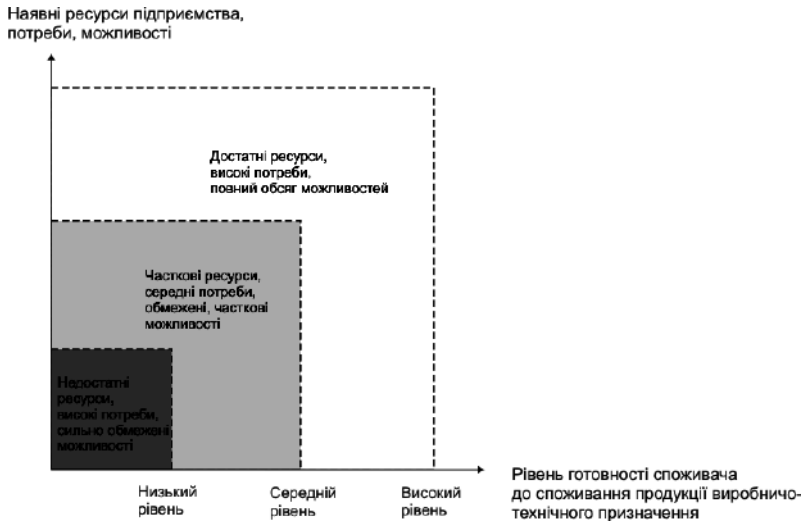 Наявні ресурси підприємства,
потреби, можливості
Достатні ресурси,
високі потреби,
повний обсяг можливостей
Часткові ресурси,
середні потреби,
обмежені, часткові
можливості
Недостатні
ресурси,
високі потреби,
сильно обмежені
можливості
Низький
рівень
Середній
рівень
Високий
рівень
Рівень готовності споживача
до споживання продукції виробничо-
технічного призначення